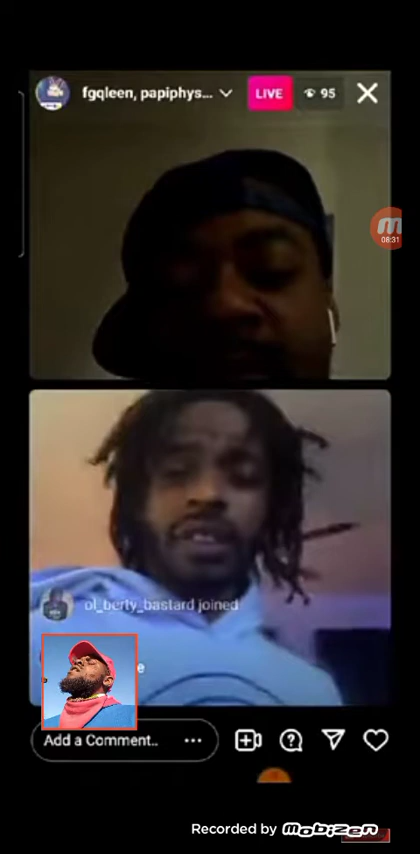 fgqleen, papiphys...
LIVE
95
08:31
ol_berty_bastard joined
e
Add a Comment..
Recorded by Mobizen